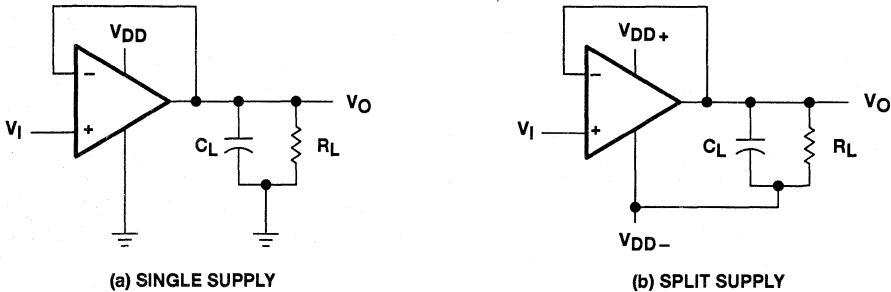 VDD
−
VI
+
VO
CL
RL
(a) SINGLE SUPPLY
VDD+
−
VI
+
VO
CL
RL
VDD−
(b) SPLIT SUPPLY